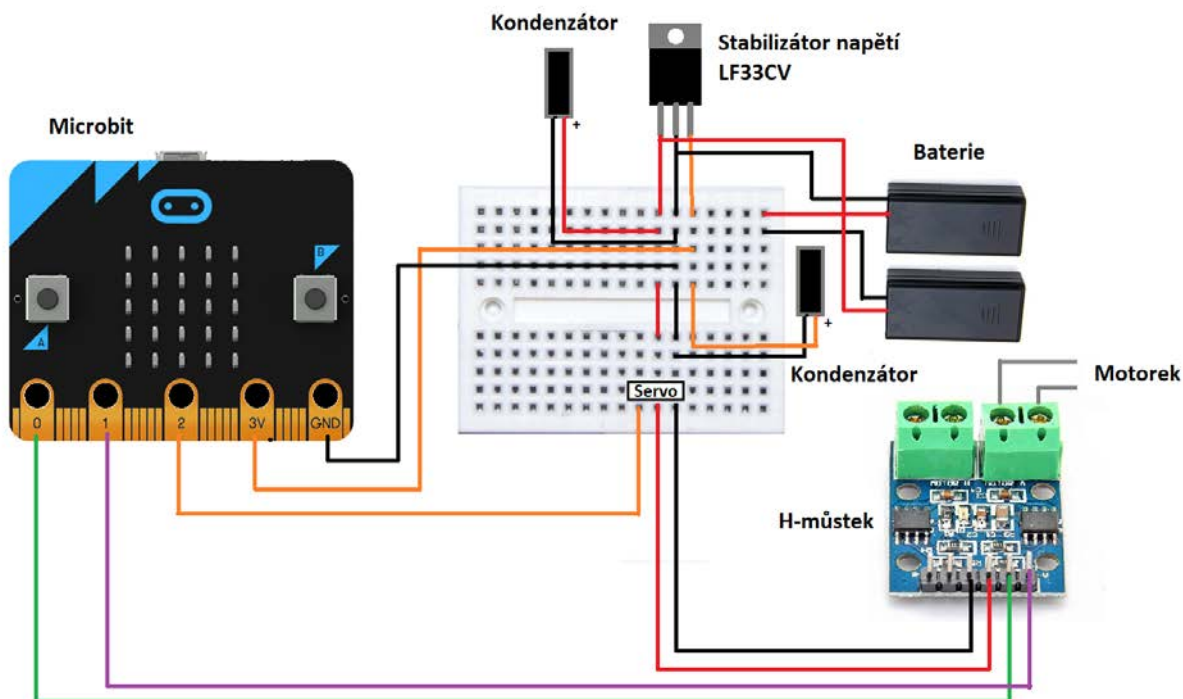 Kondenzátor
Stabilizátor napětí
LF33CV
+
Microbit
Baterie
B
A
+
Kondenzátor
Motorek
Servo
0
1
2
3V
GND
H-můstek